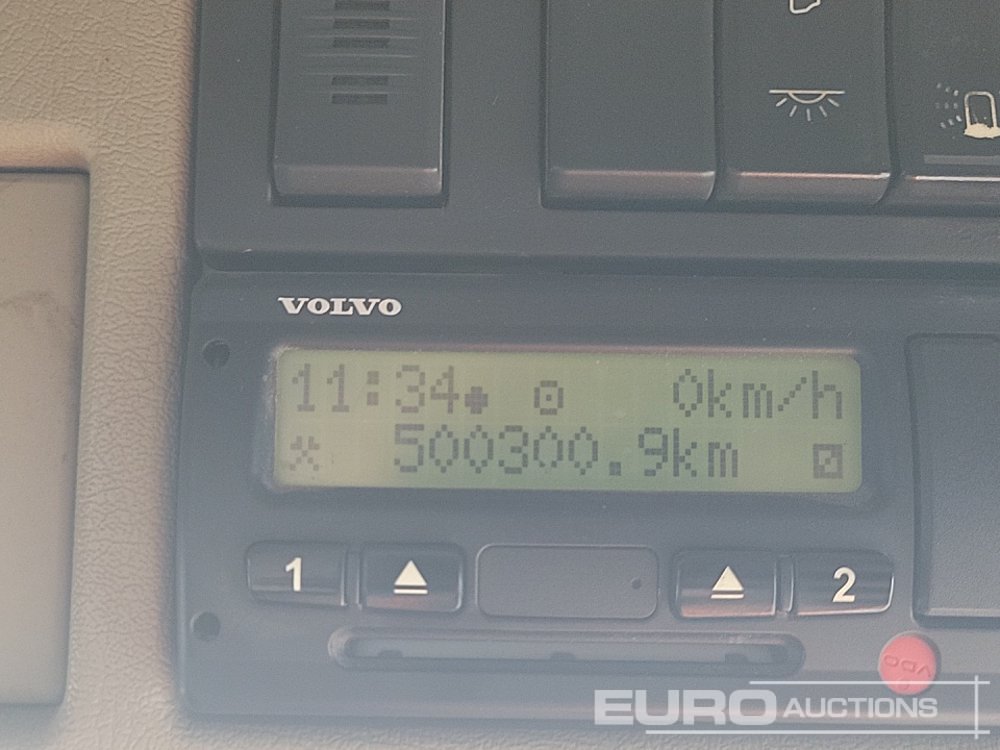 VOLVO
11:34 0km/h
500300.9km
1 2
VDO
EURO AUCTIONS